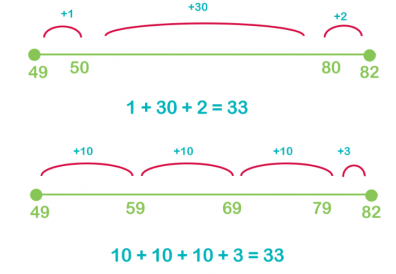 +1 +30 +2
49 50 80 82
1 + 30 + 2 = 33
+10 +10 +10 +3
49 59 69 79 82
10 + 10 + 10 + 3 = 33